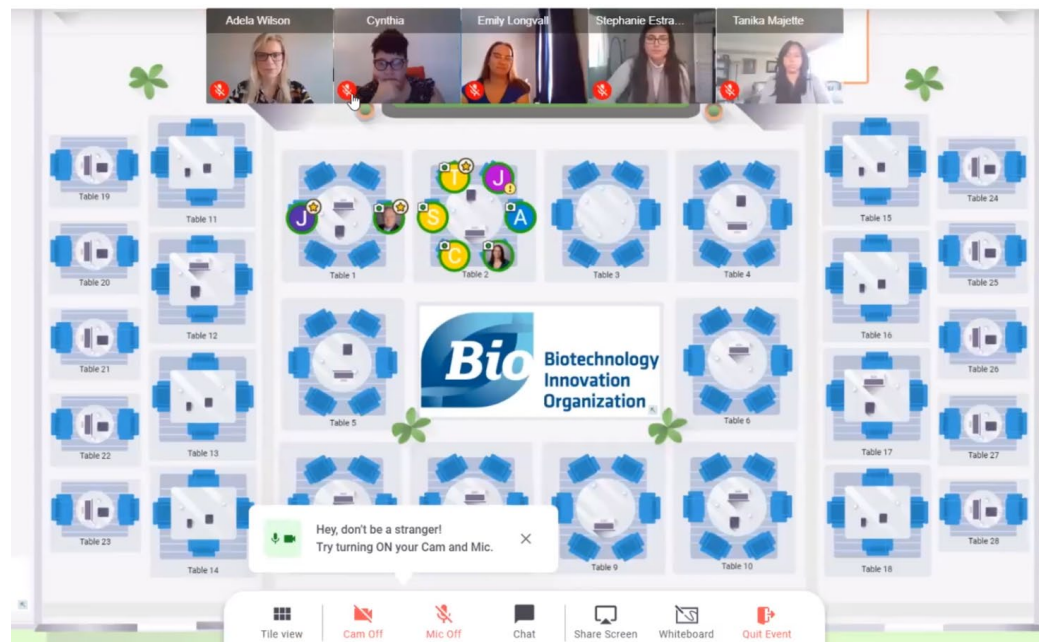 Adela Wilson
Cynthia
Emily Longvall
Stephanie Estra...
Tanika Majette
Table 19
Table 11
Table 15
Table 24
J
T
J
S
A
C
Table 1
Table 2
Table 3
Table 4
Table 20
Table 12
Table 16
Table 25
Bio
Biotechnology
Innovation
Organization
Table 21
Table 26
Table 5
Table 6
Table 22
Table 13
Table 17
Table 27
Table 23
Table 14
Table 9
Table 10
Table 18
Table 28
Hey, don't be a stranger!
Try turning ON your Cam and Mic.
Tile view
Cam Off
Mic Off
Chat
Share Screen
Whiteboard
Quit Event